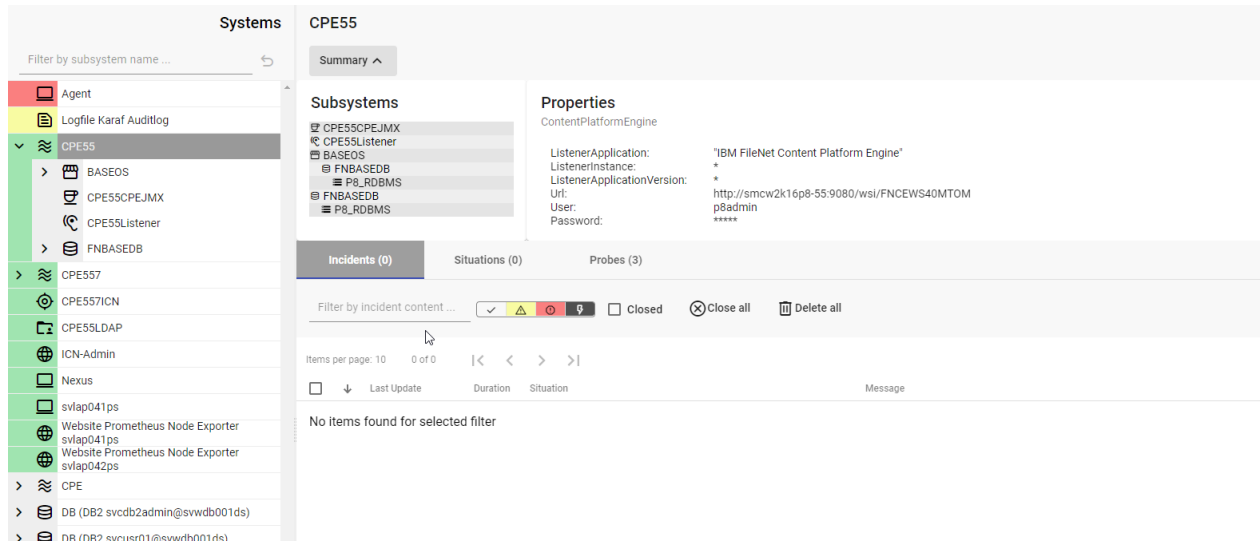 Systems
Filter by subsystem name ...
Agent
Logfile Karaf Auditlog
CPE55
BASEOS
CPE55CPEJMX
CPE55Listener
FNBASEDB
CPE557
CPE557ICN
CPE55LDAP
ICN-Admin
Nexus
svlap041ps
Website Prometheus Node Exporter
svlap041ps
Website Prometheus Node Exporter
svlap042ps
CPE
DB (DB2 svcdb2admin@svwdb001ds)
DB (DB2 svcusr01@svwdb001ds)
CPE55
Summary
Subsystems
CPE55CPEJMX
CPE55Listener
BASEOS
FNBASEDB
P8_RDBMS
FNBASEDB
P8_RDBMS
Properties
ContentPlatformEngine
ListenerApplication: "IBM FileNet Content Platform Engine"
ListenerInstance: *
ListenerApplicationVersion: *
Url: http://smcw2k16p8-55:9080/wsi/FNCEWS40MTOM
User: p8admin
Password: *****
Incidents (0) Situations (0) Probes (3)
Filter by incident content ... Closed Close all Delete all
Items per page: 10 0 of 0
Last Update Duration Situation Message
No items found for selected filter